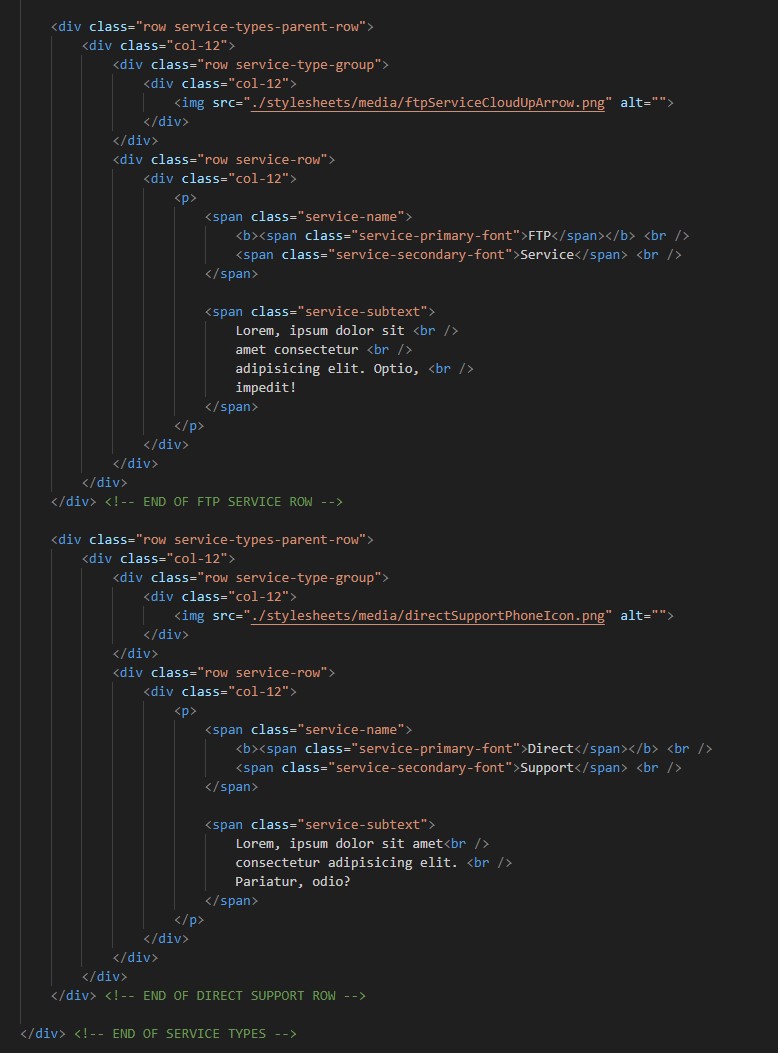 <div class="row service-types-parent-row">
<div class="col-12">
<div class="row service-type-group">
<div class="col-12">
<img src="./stylesheets/media/ftpServiceCloudUpArrow.png" alt="">
</div>
</div>
<div class="row service-row">
<div class="col-12">
<p>
<span class="service-name">
<b><span class="service-primary-font">FTP</span></b> <br />
<span class="service-secondary-font">Service</span> <br />
</span>
<span class="service-subtext">
Lorem, ipsum dolor sit <br />
amet consectetur <br />
adipisicing elit. Optio, <br />
impedit!
</span>
</p>
</div>
</div>
</div>
</div> <!-- END OF FTP SERVICE ROW -->
<div class="row service-types-parent-row">
<div class="col-12">
<div class="row service-type-group">
<div class="col-12">
<img src="./stylesheets/media/directSupportPhoneIcon.png" alt="">
</div>
</div>
<div class="row service-row">
<div class="col-12">
<p>
<span class="service-name">
<b><span class="service-primary-font">Direct</span></b> <br />
<span class="service-secondary-font">Support</span> <br />
</span>
<span class="service-subtext">
Lorem, ipsum dolor sit amet<br />
consectetur adipisicing elit. <br />
Pariatur, odio?
</span>
</p>
</div>
</div>
</div>
</div> <!-- END OF DIRECT SUPPORT ROW -->
</div> <!-- END OF SERVICE TYPES -->